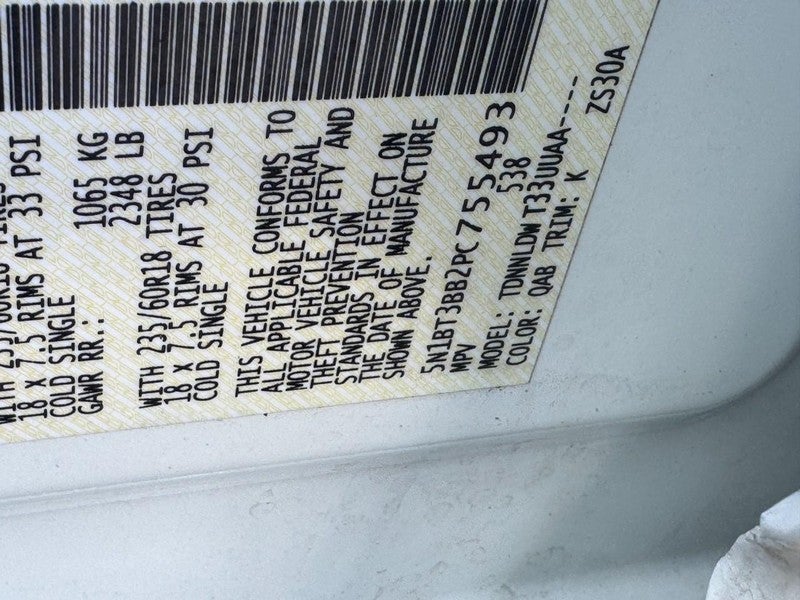 18 X 7.5 RIMS AT 33 PSI
COLD SINGLE
GAWR RR.: 1065 KG
2348 LB
WITH 235/60R18 TIRES
18 X 7.5 RIMS AT 30 PSI
COLD SINGLE
THIS VEHICLE CONFORMS TO
ALL APPLICABLE FEDERAL
MOTOR VEHICLE SAFETY AND
THEFT PREVENTION
STANDARDS IN EFFECT ON
THE DATE OF MANUFACTURE
SHOWN ABOVE.
5N1BT3BB2PC755493
MPV 538
MODEL: TDNNLDW T33UUAA----
COLOR: QAB TRIM: K ZS30A